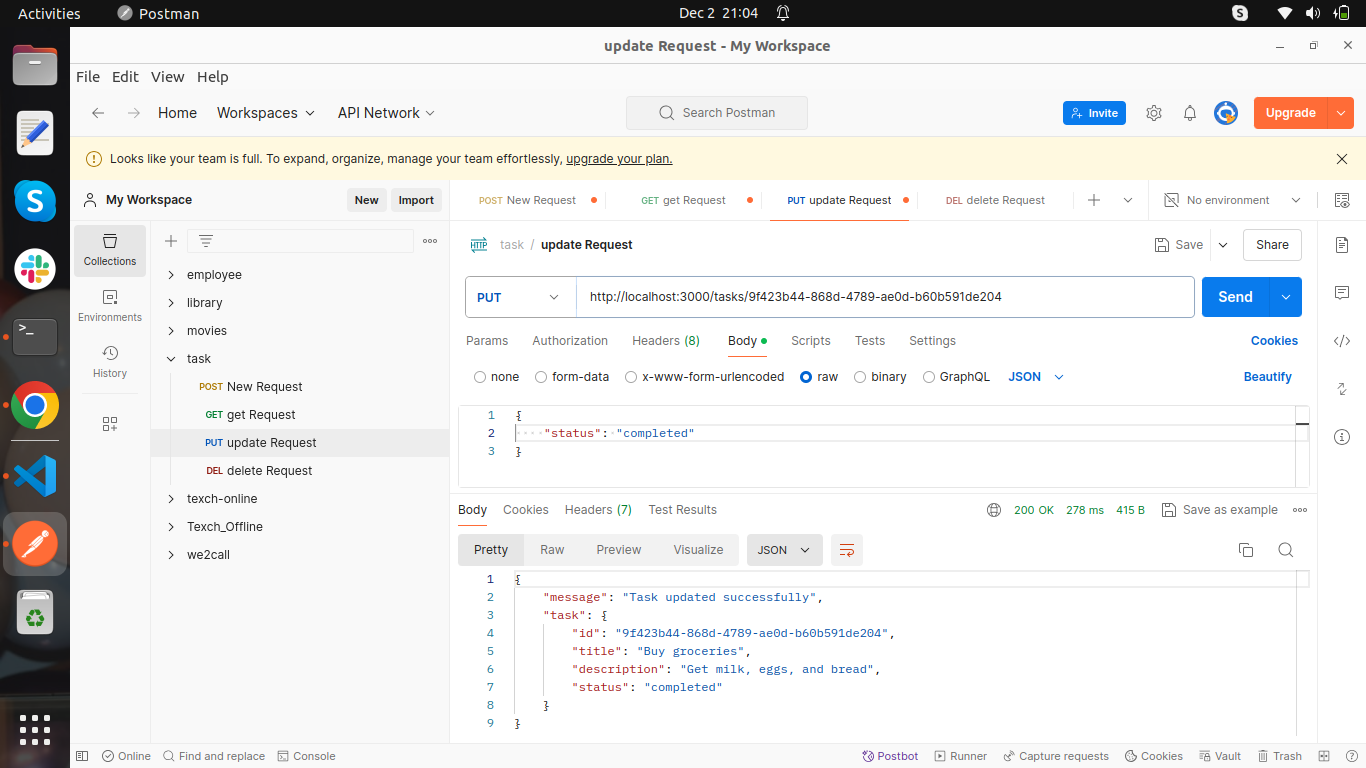 Activities
Postman
Dec 2 21:04
update Request - My Workspace
File Edit View Help
Home Workspaces API Network
Search Postman
Invite
Upgrade
Looks like your team is full. To expand, organize, manage your team effortlessly, upgrade your plan.
My Workspace
New
Import
POST New Request
GET get Request
PUT update Request
DEL delete Request
No environment
Collections
Environments
History
employee
library
movies
task
POST New Request
GET get Request
PUT update Request
DEL delete Request
texch-online
Texch_Offline
we2call
HTTP task / update Request
Save
Share
PUT
http://localhost:3000/tasks/9f423b44-868d-4789-ae0d-b60b591de204
Send
Params Authorization Headers (8) Body Scripts Tests Settings
Cookies
none form-data x-www-form-urlencoded raw binary GraphQL JSON
Beautify
1 {
2 "status": "completed"
3 }
Body Cookies Headers (7) Test Results
200 OK 278 ms 415 B
Save as example
Pretty Raw Preview Visualize JSON
1 {
2 "message": "Task updated successfully",
3 "task": {
4 "id": "9f423b44-868d-4789-ae0d-b60b591de204",
5 "title": "Buy groceries",
6 "description": "Get milk, eggs, and bread",
7 "status": "completed"
8 }
9 }
Online Find and replace Console
Postbot Runner Capture requests Cookies Vault Trash